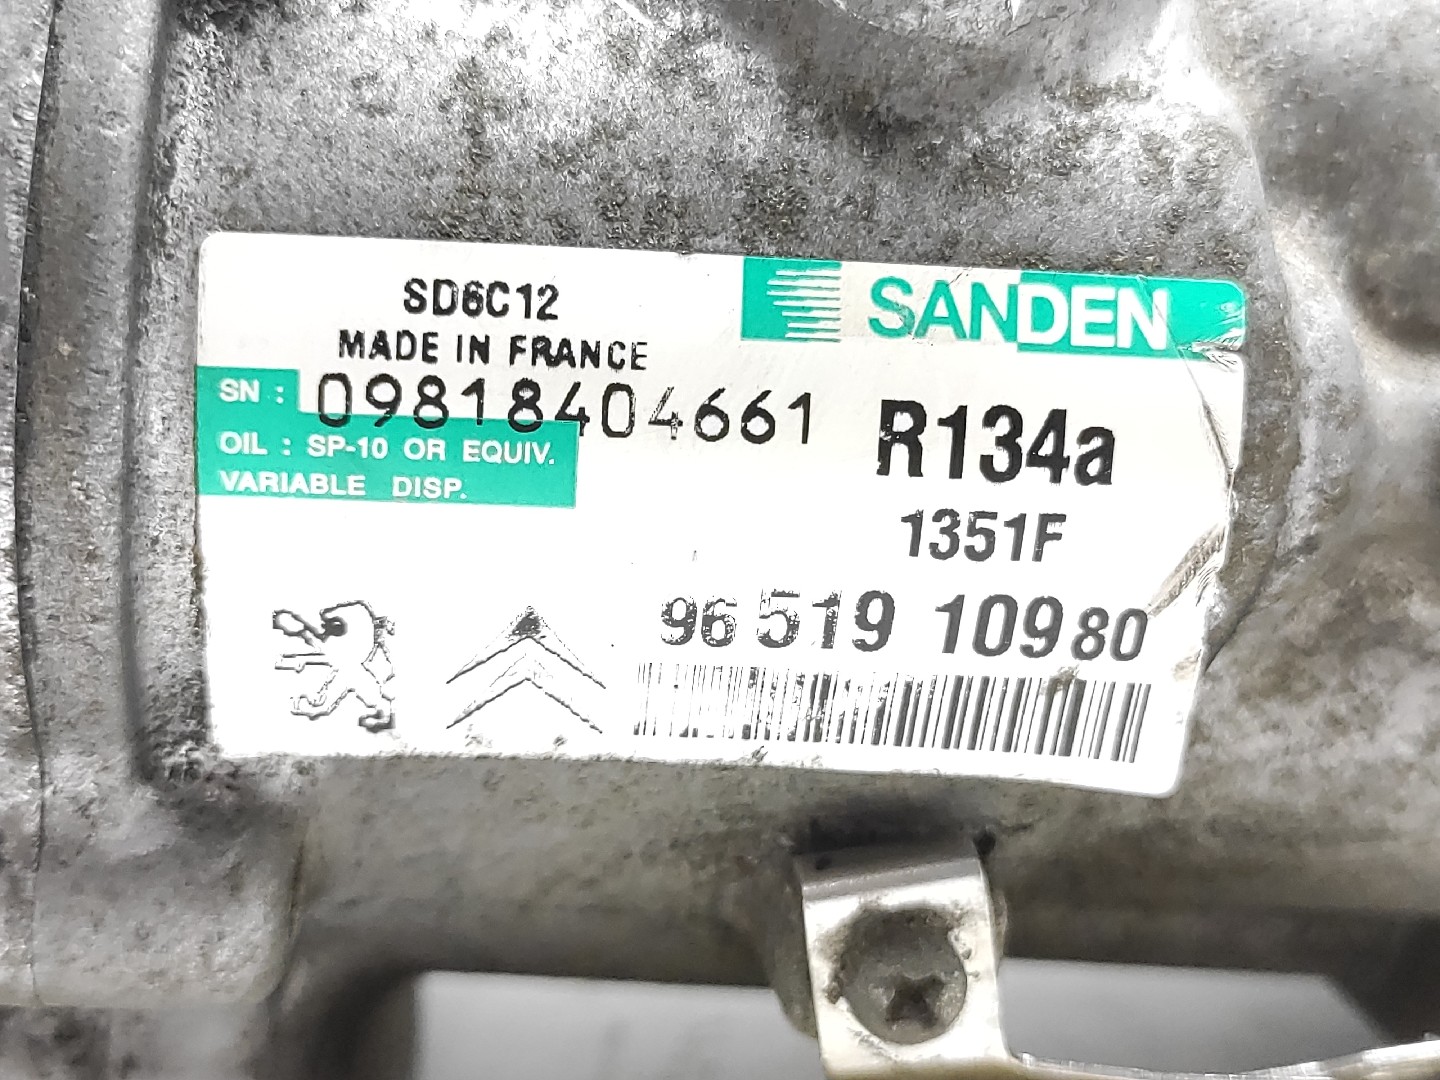 SD6C12
SANDEN
MADE IN FRANCE
SN : 09818404661
R134a
OIL : SP-10 OR EQUIV.
VARIABLE DISP.
1351F
96 519 109 80